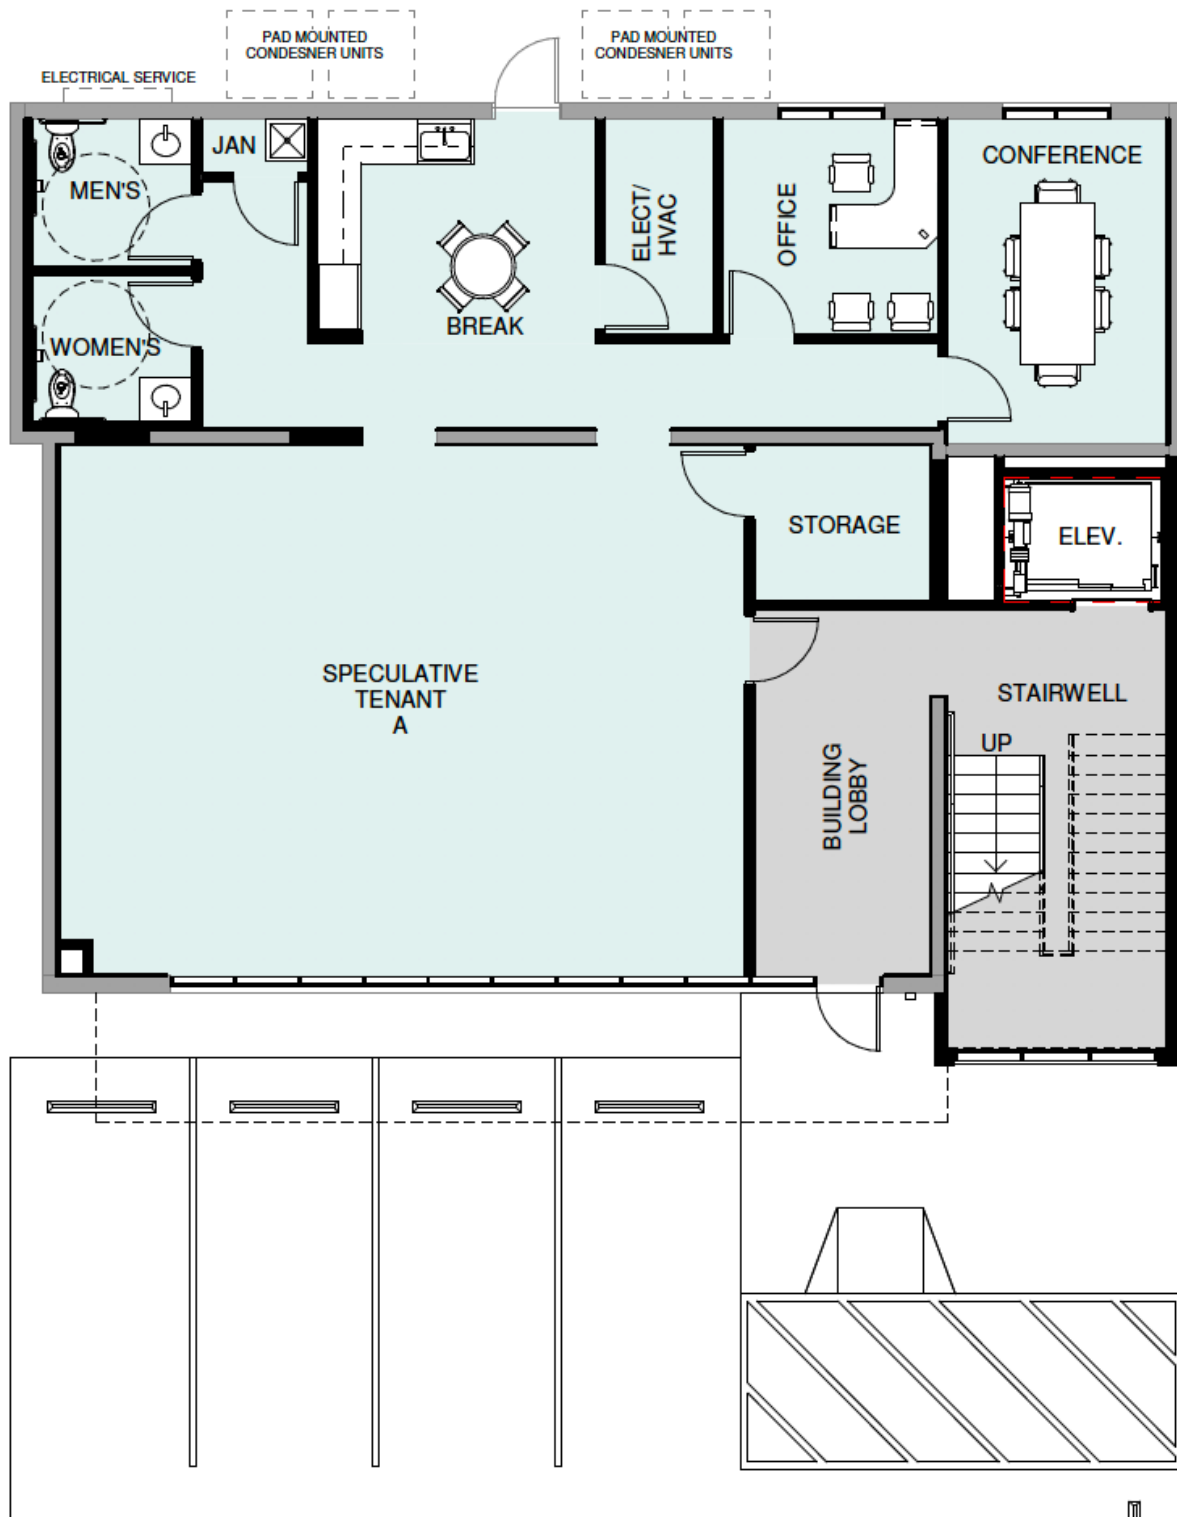 PAD MOUNTED
CONDESNER UNITS
PAD MOUNTED
CONDESNER UNITS
ELECTRICAL SERVICE
JAN
MEN'S
WOMEN'S
BREAK
ELECT/
HVAC
OFFICE
CONFERENCE
STORAGE
ELEV.
SPECULATIVE
TENANT
A
STAIRWELL
UP
BUILDING
LOBBY